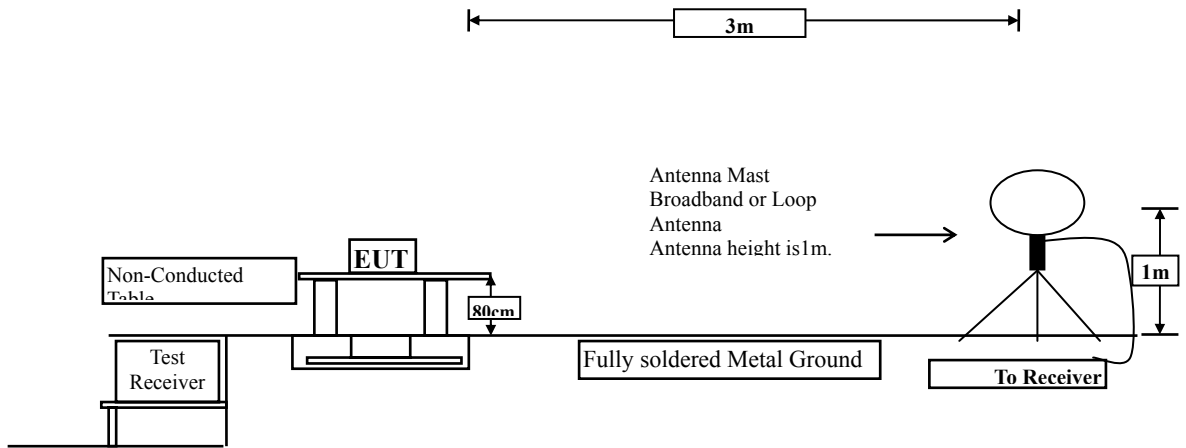 3m
Antenna Mast
Broadband or Loop
Antenna
Antenna height is1m.
EUT
Non-Conducted
Table
80cm
1m
Test
Receiver
Fully soldered Metal Ground
To Receiver